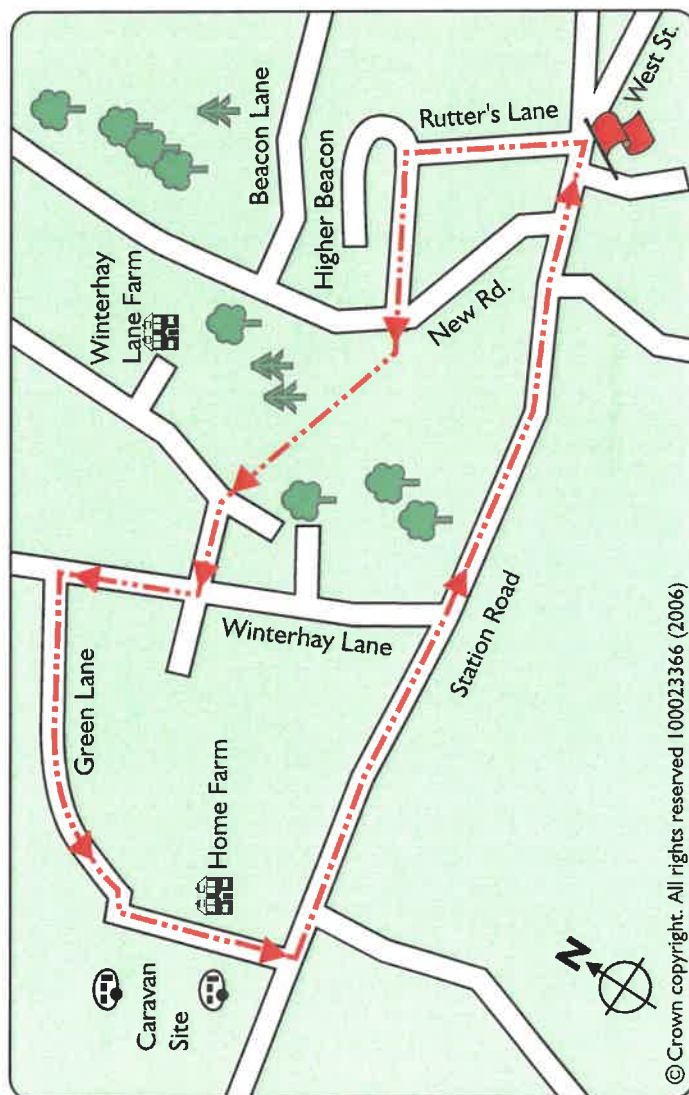 Beacon Lane
Higher Beacon
Rutter's Lane
West St.
New Rd.
Winterhay
Lane Farm
Winterhay Lane
Station Road
Green Lane
Home Farm
Caravan
Site
N
© Crown copyright. All rights reserved 100023366 (2006)